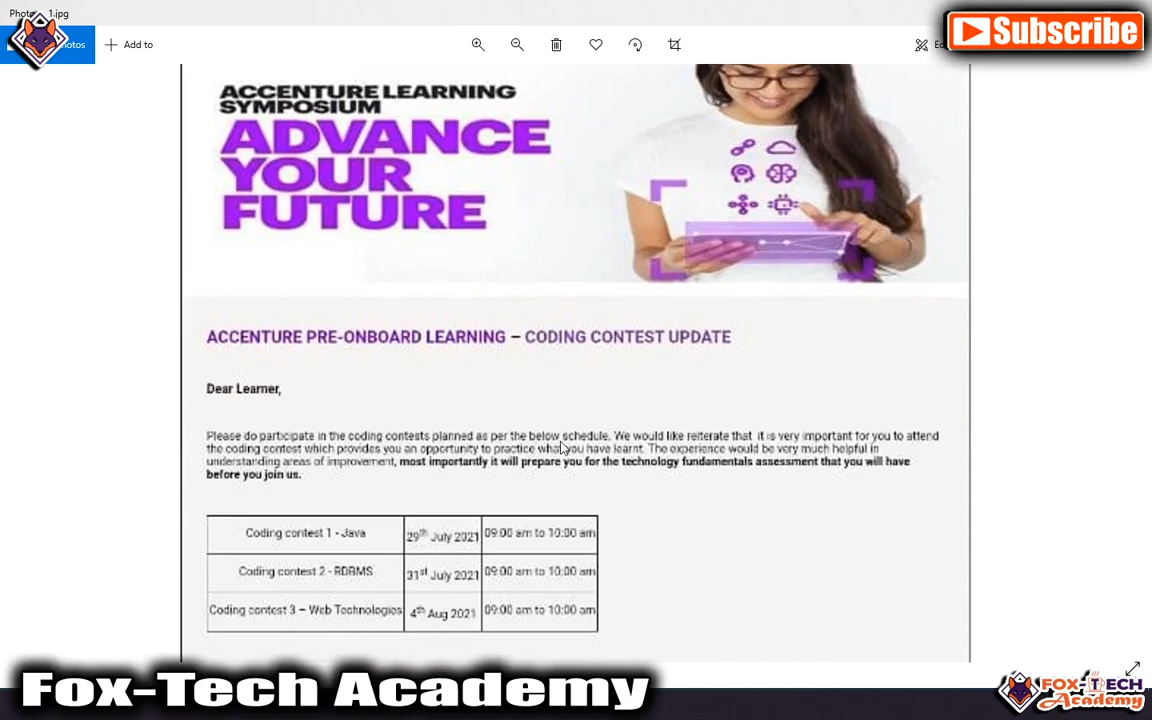 1.jpg
Add to
Subscribe
ACCENTURE LEARNING
SYMPOSIUM
ADVANCE
YOUR
FUTURE
ACCENTURE PRE-ONBOARD LEARNING – CODING CONTEST UPDATE
Dear Learner,
Please do participate in the coding contests planned as per the below schedule. We would like reiterate that it is very important for you to attend
the coding contest which provides you an opportunity to practice what you have learnt. The experience would be very much helpful in
understanding areas of improvement, most importantly it will prepare you for the technology fundamentals assessment that you will have
before you join us.
Coding contest 1 - Java 29th July 2021 09:00 am to 10:00 am
Coding contest 2 - RDBMS 31st July 2021 09:00 am to 10:00 am
Coding contest 3 – Web Technologies 4th Aug 2021 09:00 am to 10:00 am
Fox-Tech Academy
FOX-TECH
Academy